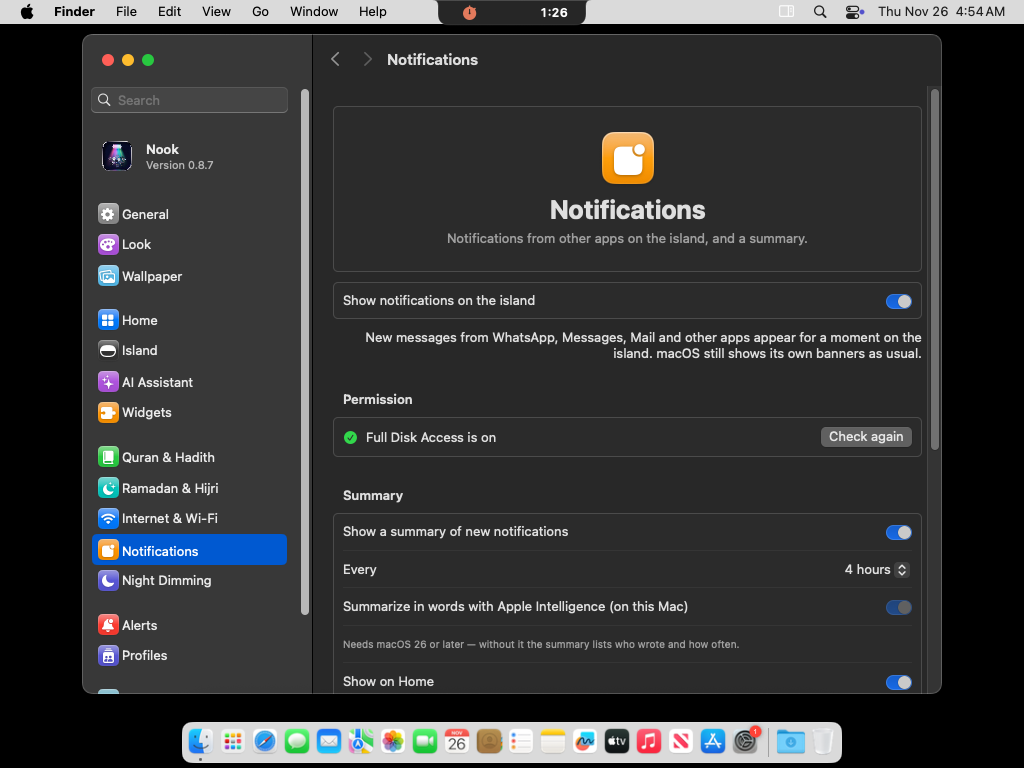 Finder File Edit View Go Window Help
1:26
Thu Nov 26 4:54 AM
Search
Nook
Version 0.8.7
General
Look
Wallpaper
Home
Island
AI Assistant
Widgets
Quran & Hadith
Ramadan & Hijri
Internet & Wi-Fi
Notifications
Night Dimming
Alerts
Profiles
Notifications
Notifications
Notifications from other apps on the island, and a summary.
Show notifications on the island
New messages from WhatsApp, Messages, Mail and other apps appear for a moment on the
island. macOS still shows its own banners as usual.
Permission
Full Disk Access is on
Check again
Summary
Show a summary of new notifications
Every
4 hours
Summarize in words with Apple Intelligence (on this Mac)
Needs macOS 26 or later — without it the summary lists who wrote and how often.
Show on Home
NOV
26
tv
1